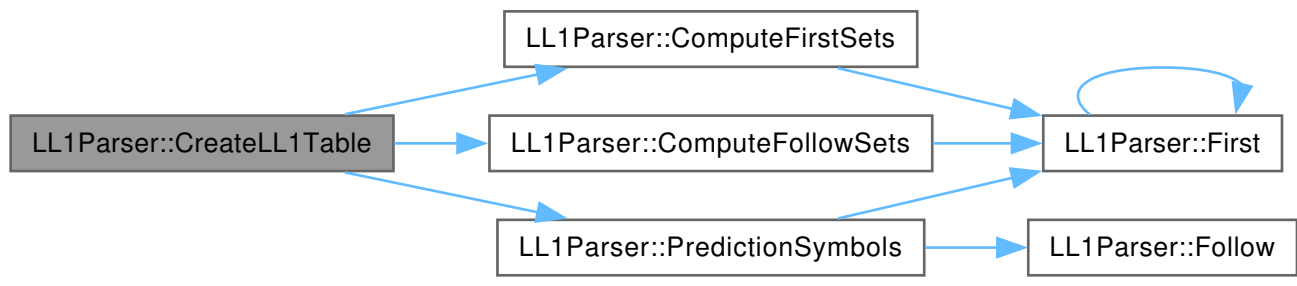 LL1Parser::CreateLL1Table
LL1Parser::ComputeFirstSets
LL1Parser::ComputeFollowSets
LL1Parser::PredictionSymbols
LL1Parser::First
LL1Parser::Follow